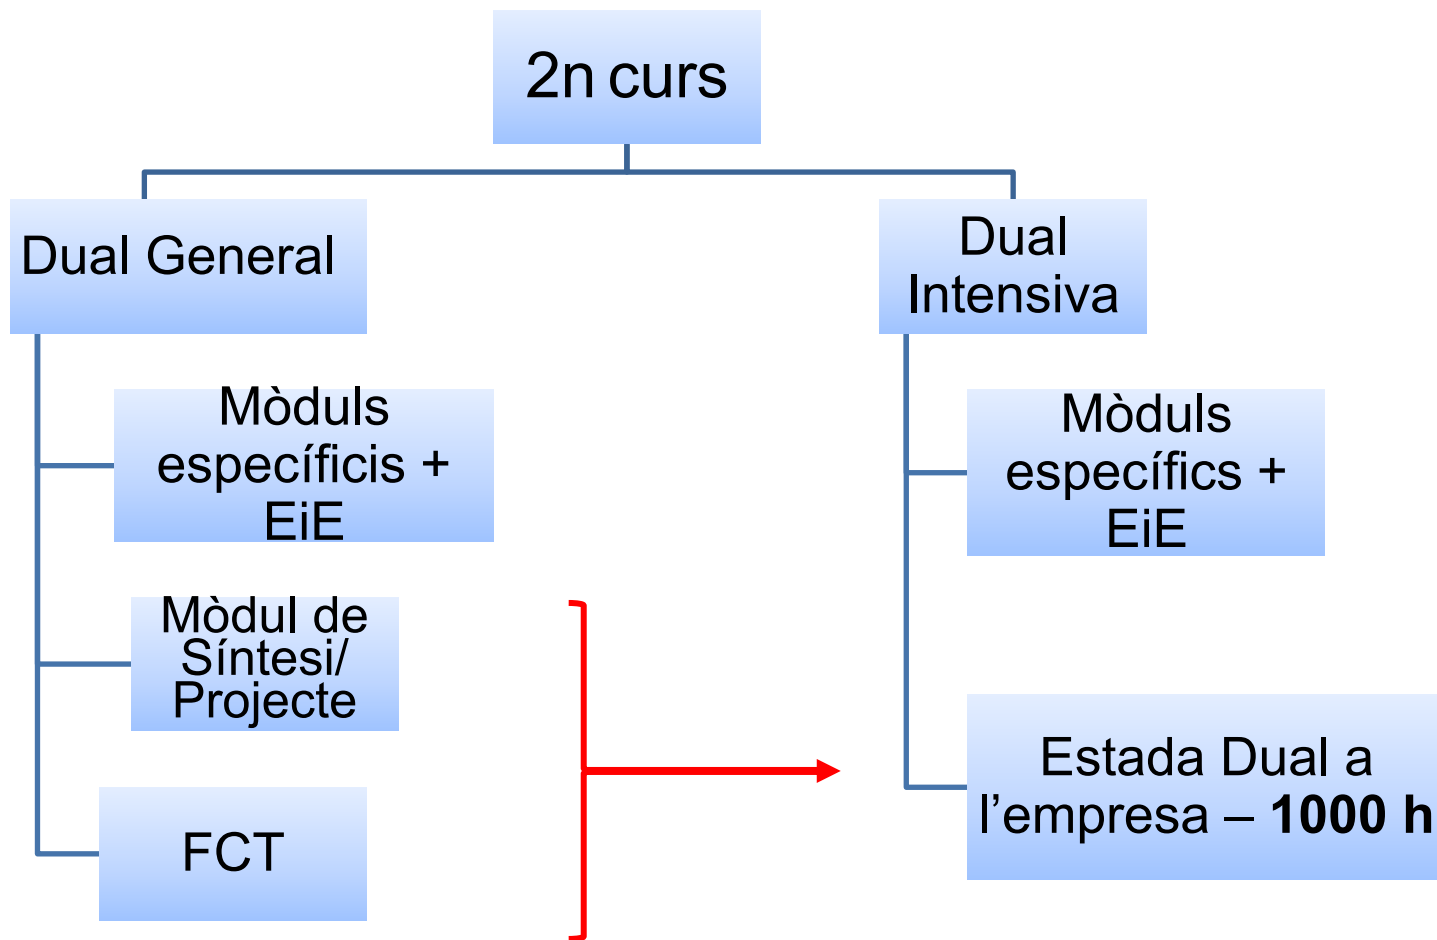 2n curs
Dual General
Mòduls
específicis +
EiE
Mòdul de
Síntesi/
Projecte
FCT
Dual
Intensiva
Mòduls
específics +
EiE
Estada Dual a
l’empresa – 1000 h